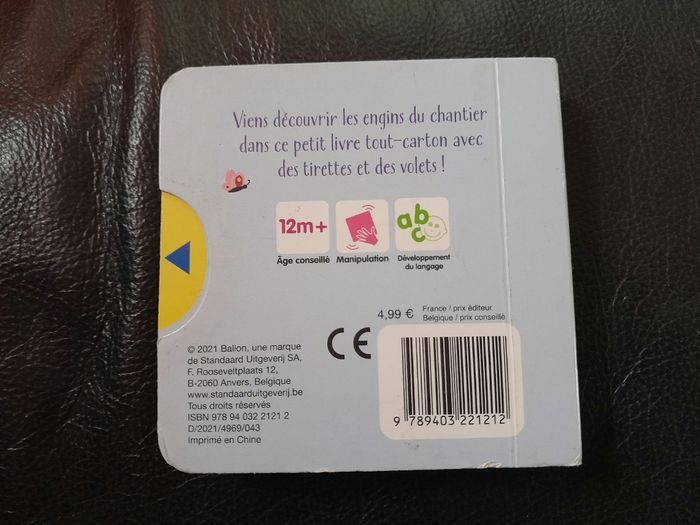 Viens découvrir les engins du chantier
dans ce petit livre tout-carton avec
des tirettes et des volets !
12m+
abc
Âge conseillé
Manipulation
Développement
du langage
4,99 €
France / prix éditeur
Belgique / prix conseillé
CE
© 2021 Ballon, une marque
de Standaard Uitgeverij SA,
F. Rooseveltplaats 12,
B-2060 Anvers, Belgique
www.standaarduitgeverij.be
Tous droits réservés
ISBN 978 94 032 2121 2
D/2021/4969/043
Imprimé en Chine
9 789403 221212